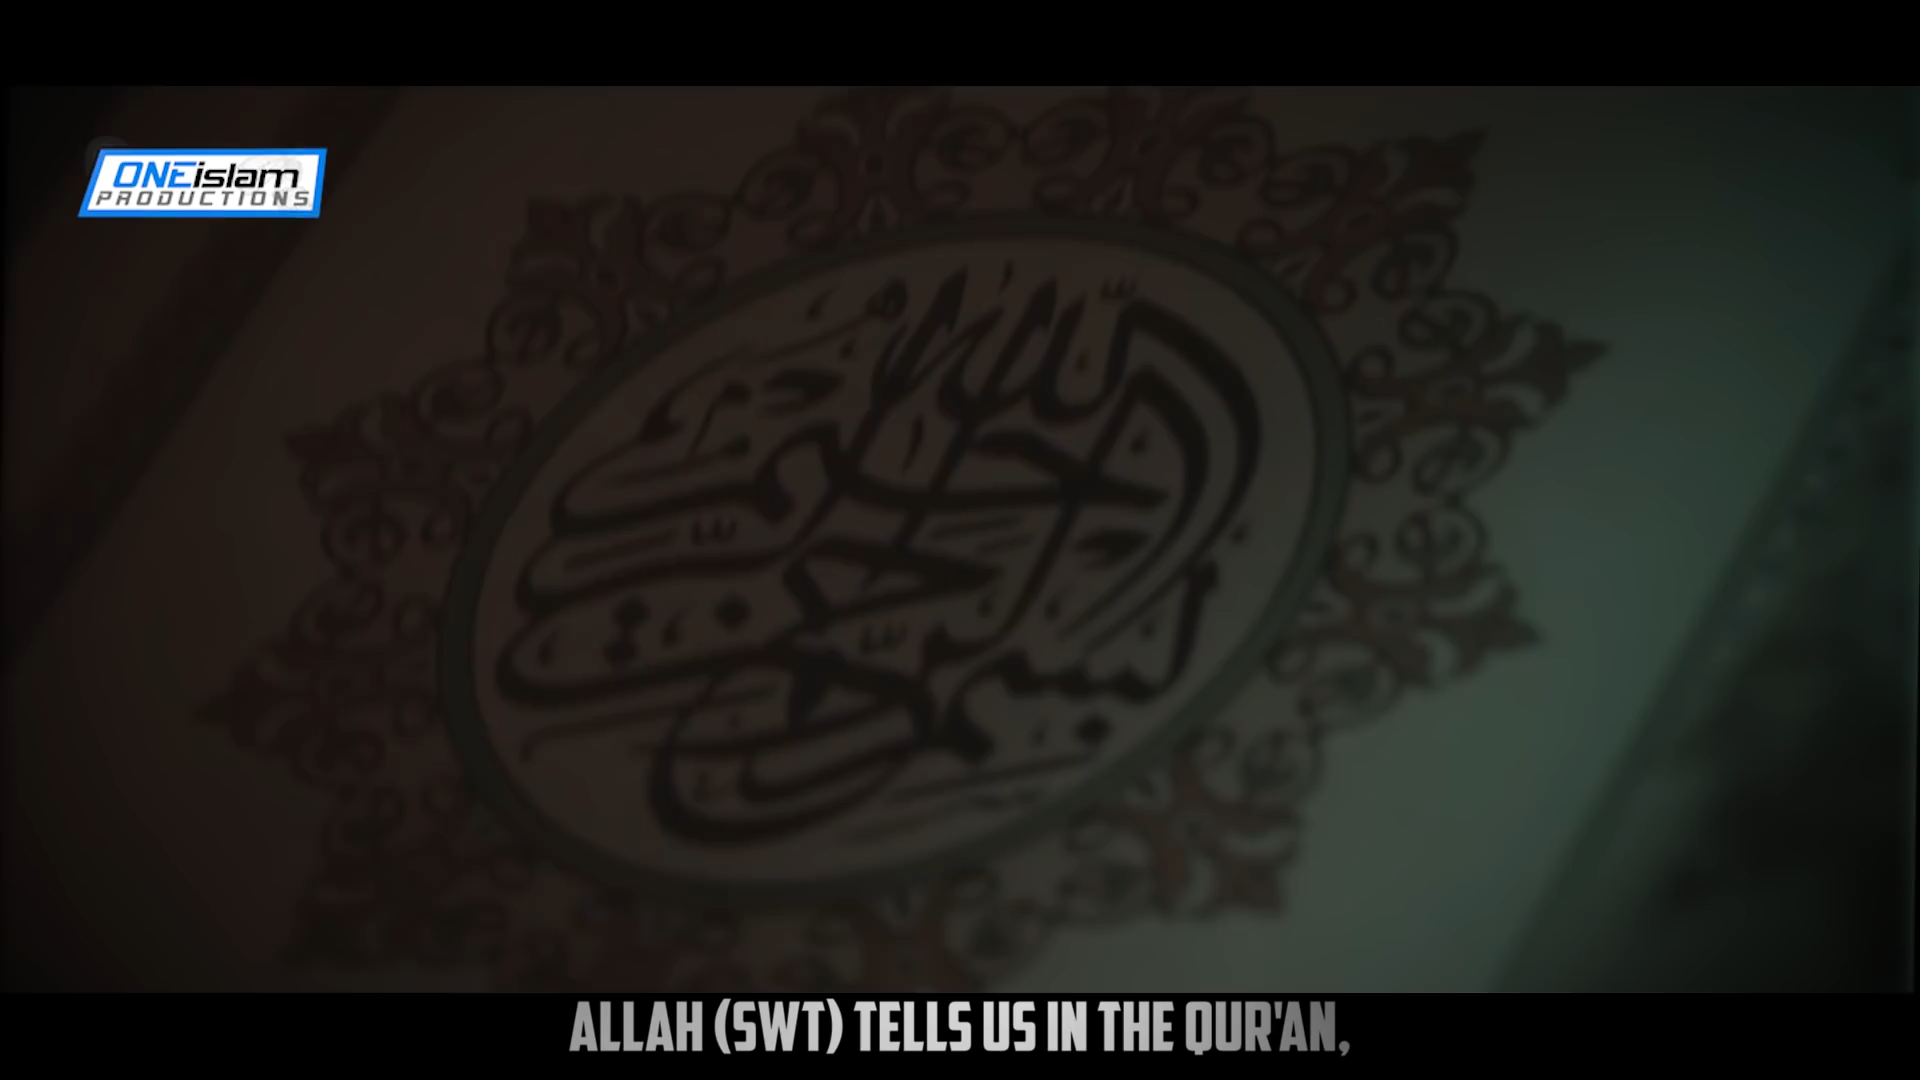 ONEislam
PRODUCTIONS
بسم الله الرحمن الرحيم
ALLAH (SWT) TELLS US IN THE QUR'AN,